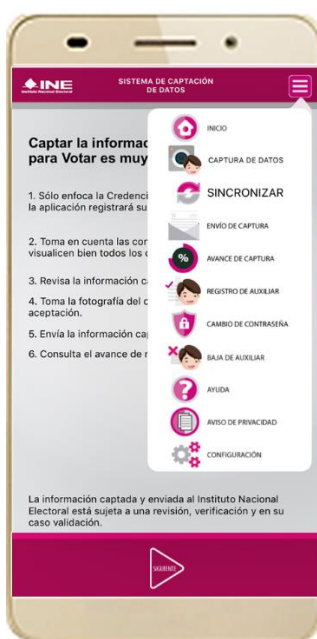 INE
Instituto Nacional Electoral
SISTEMA DE CAPTACIÓN
DE DATOS
Captar la informac
para Votar es muy
1. Sólo enfoca la Credenci
la aplicación registrará su
2. Toma en cuenta las con
visualicen bien todos los d
3. Revisa la información ca
4. Toma la fotografía del c
aceptación.
5. Envía la información cap
6. Consulta el avance de r
INICIO
CAPTURA DE DATOS
SINCRONIZAR
ENVÍO DE CAPTURA
%
AVANCE DE CAPTURA
REGISTRO DE AUXILIAR
CAMBIO DE CONTRASEÑA
BAJA DE AUXILIAR
?
AYUDA
AVISO DE PRIVACIDAD
CONFIGURACIÓN
La información captada y enviada al Instituto Nacional
Electoral está sujeta a una revisión, verificación y en su
caso validación.
SIGUIENTE